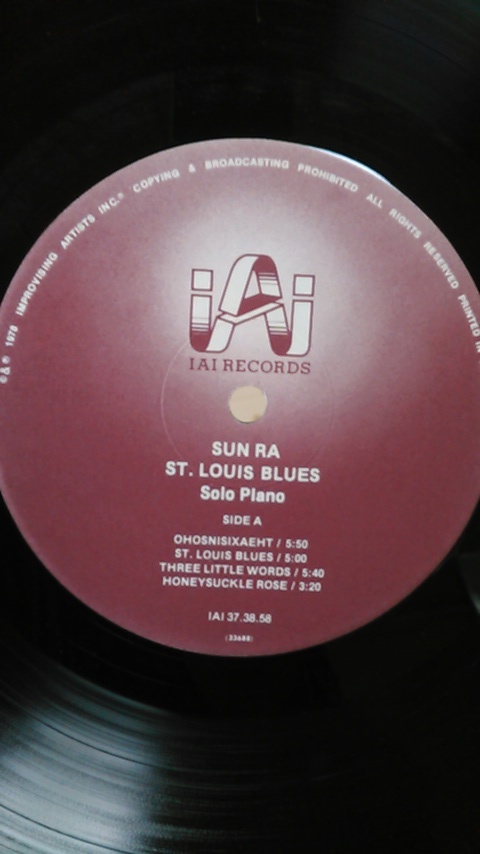 ℗&© 1978 IMPROVISING ARTISTS INC.® COPYING & BROADCASTING PROHIBITED ALL RIGHTS RESERVED PRINTED IN
iAi
IAI RECORDS
SUN RA
ST. LOUIS BLUES
Solo Piano
SIDE A
OHOSNISIXAEHT / 5:50
ST. LOUIS BLUES / 5:00
THREE LITTLE WORDS / 5:40
HONEYSUCKLE ROSE / 3:20
IAI 37.38.58
(23688)